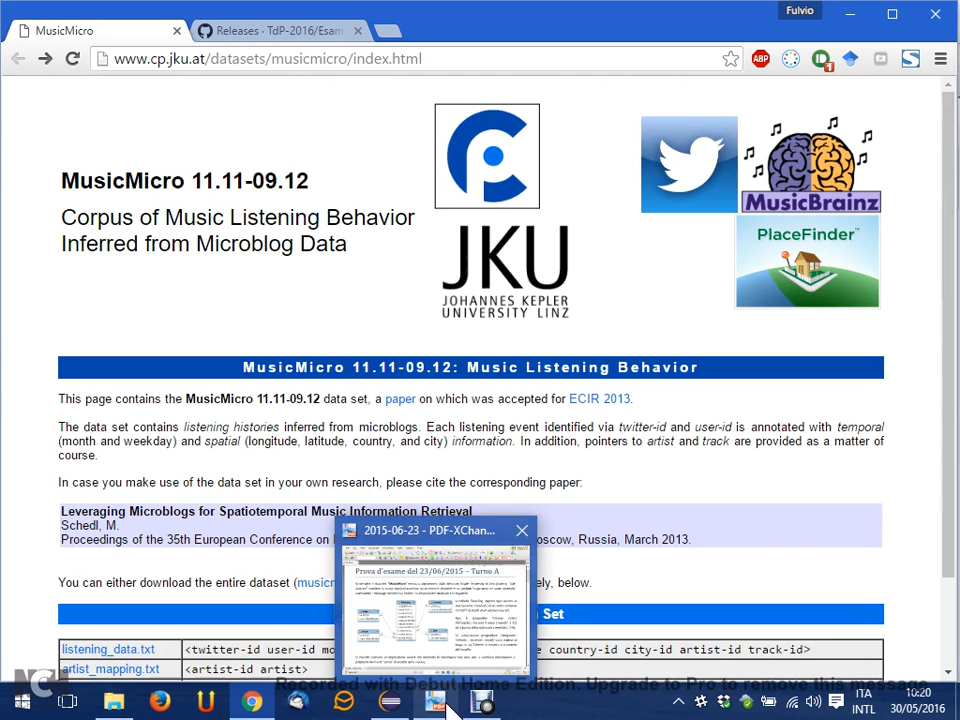 Fulvio
MusicMicro
Releases · TdP-2016/Esam
www.cp.jku.at/datasets/musicmicro/index.html
ABP
1
MusicMicro 11.11-09.12
Corpus of Music Listening Behavior
Inferred from Microblog Data
JKU
JOHANNES KEPLER
UNIVERSITY LINZ
MusicBrainz
PlaceFinder™
MusicMicro 11.11-09.12: Music Listening Behavior
This page contains the MusicMicro 11.11-09.12 data set, a paper on which was accepted for ECIR 2013.
The data set contains listening histories inferred from microblogs. Each listening event identified via twitter-id and user-id is annotated with temporal
(month and weekday) and spatial (longitude, latitude, country, and city) information. In addition, pointers to artist and track are provided as a matter of
course.
In case you make use of the data set in your own research, please cite the corresponding paper:
Leveraging Microblogs for Spatiotemporal Music Information Retrieval
Schedl, M.
Proceedings of the 35th European Conference on
oscow, Russia, March 2013.
2015-06-23 - PDF-XChan...
Prova d'esame del 23/06/2015 – Turno A
You can either download the entire dataset (musicm
ely, below.
n Set
listening_data.txt <twitter-id user-id mo
e country-id city-id artist-id track-id>
artist_mapping.txt <artist-id artist>
Recorded with Debut Home Edition. Upgrade to Pro to remove this message
NC
ITA
INTL
10:20
30/05/2016